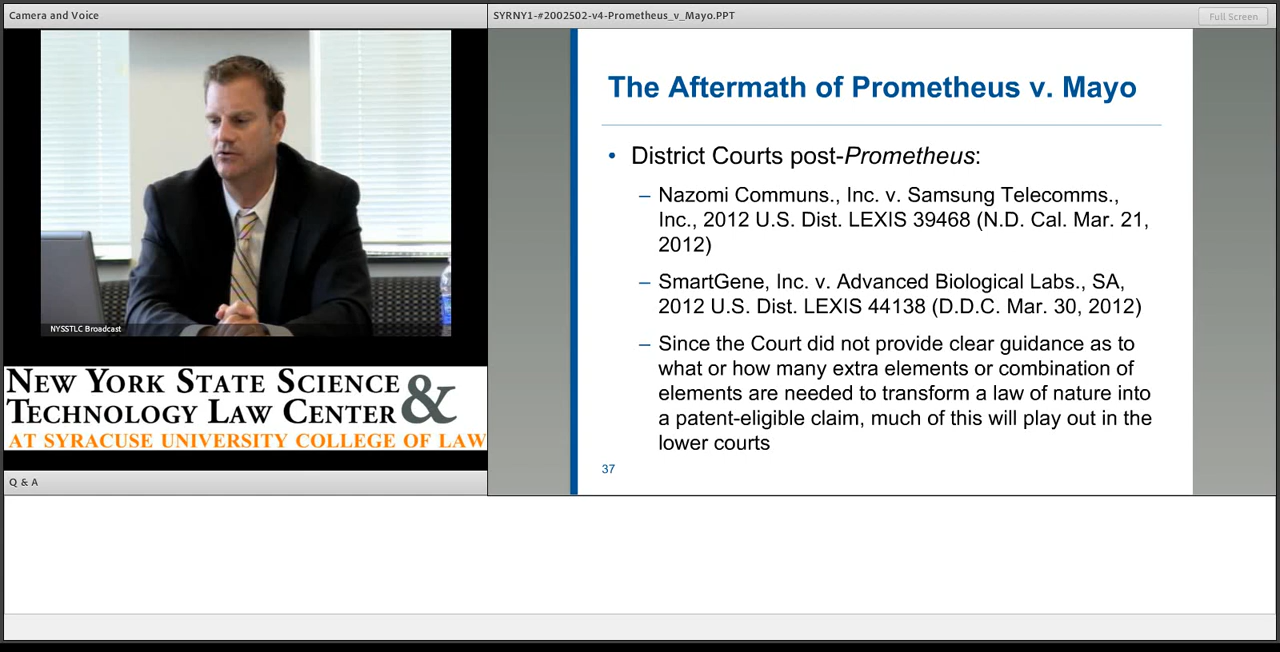 Camera and Voice
SYRNY1-#2002502-v4-Prometheus_v_Mayo.PPT
Full Screen
NYSSTLC Broadcast
NEW YORK STATE SCIENCE &
TECHNOLOGY LAW CENTER
AT SYRACUSE UNIVERSITY COLLEGE OF LAW
Q & A
The Aftermath of Prometheus v. Mayo
• District Courts post-Prometheus:
– Nazomi Communs., Inc. v. Samsung Telecomms.,
Inc., 2012 U.S. Dist. LEXIS 39468 (N.D. Cal. Mar. 21,
2012)
– SmartGene, Inc. v. Advanced Biological Labs., SA,
2012 U.S. Dist. LEXIS 44138 (D.D.C. Mar. 30, 2012)
– Since the Court did not provide clear guidance as to
what or how many extra elements or combination of
elements are needed to transform a law of nature into
a patent-eligible claim, much of this will play out in the
lower courts
37